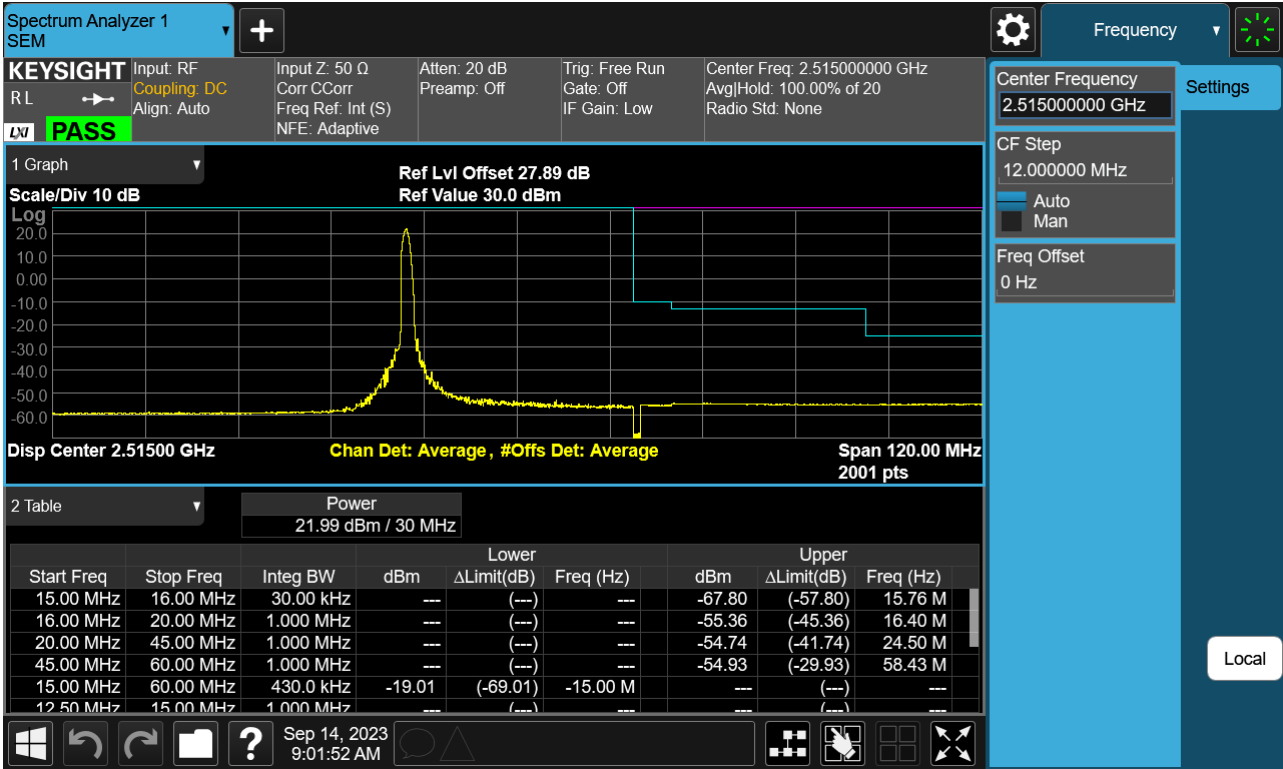 Spectrum Analyzer 1
SEM
+
Frequency
KEYSIGHT
R L
LXI
PASS
Input: RF
Coupling: DC
Align: Auto
Input Z: 50 Ω
Corr CCorr
Freq Ref: Int (S)
NFE: Adaptive
Atten: 20 dB
Preamp: Off
Trig: Free Run
Gate: Off
IF Gain: Low
Center Freq: 2.515000000 GHz
Avg|Hold: 100.00% of 20
Radio Std: None
Center Frequency
2.515000000 GHz
Settings
CF Step
12.000000 MHz
Auto
Man
Freq Offset
0 Hz
Local
1 Graph
Scale/Div 10 dB
Ref Lvl Offset 27.89 dB
Ref Value 30.0 dBm
Log
20.0
10.0
0.00
-10.0
-20.0
-30.0
-40.0
-50.0
-60.0
Disp Center 2.51500 GHz
Chan Det: Average , #Offs Det: Average
Span 120.00 MHz
2001 pts
2 Table
Power
21.99 dBm / 30 MHz
Lower Upper
Start Freq Stop Freq Integ BW dBm ΔLimit(dB) Freq (Hz) dBm ΔLimit(dB) Freq (Hz)
15.00 MHz 16.00 MHz 30.00 kHz --- (---) --- -67.80 (-57.80) 15.76 M
16.00 MHz 20.00 MHz 1.000 MHz --- (---) --- -55.36 (-45.36) 16.40 M
20.00 MHz 45.00 MHz 1.000 MHz --- (---) --- -54.74 (-41.74) 24.50 M
45.00 MHz 60.00 MHz 1.000 MHz --- (---) --- -54.93 (-29.93) 58.43 M
15.00 MHz 60.00 MHz 430.0 kHz -19.01 (-69.01) -15.00 M --- (---) ---
12.50 MHz 15.00 MHz 1.000 MHz --- (---) --- --- (---) ---
?
Sep 14, 2023
9:01:52 AM